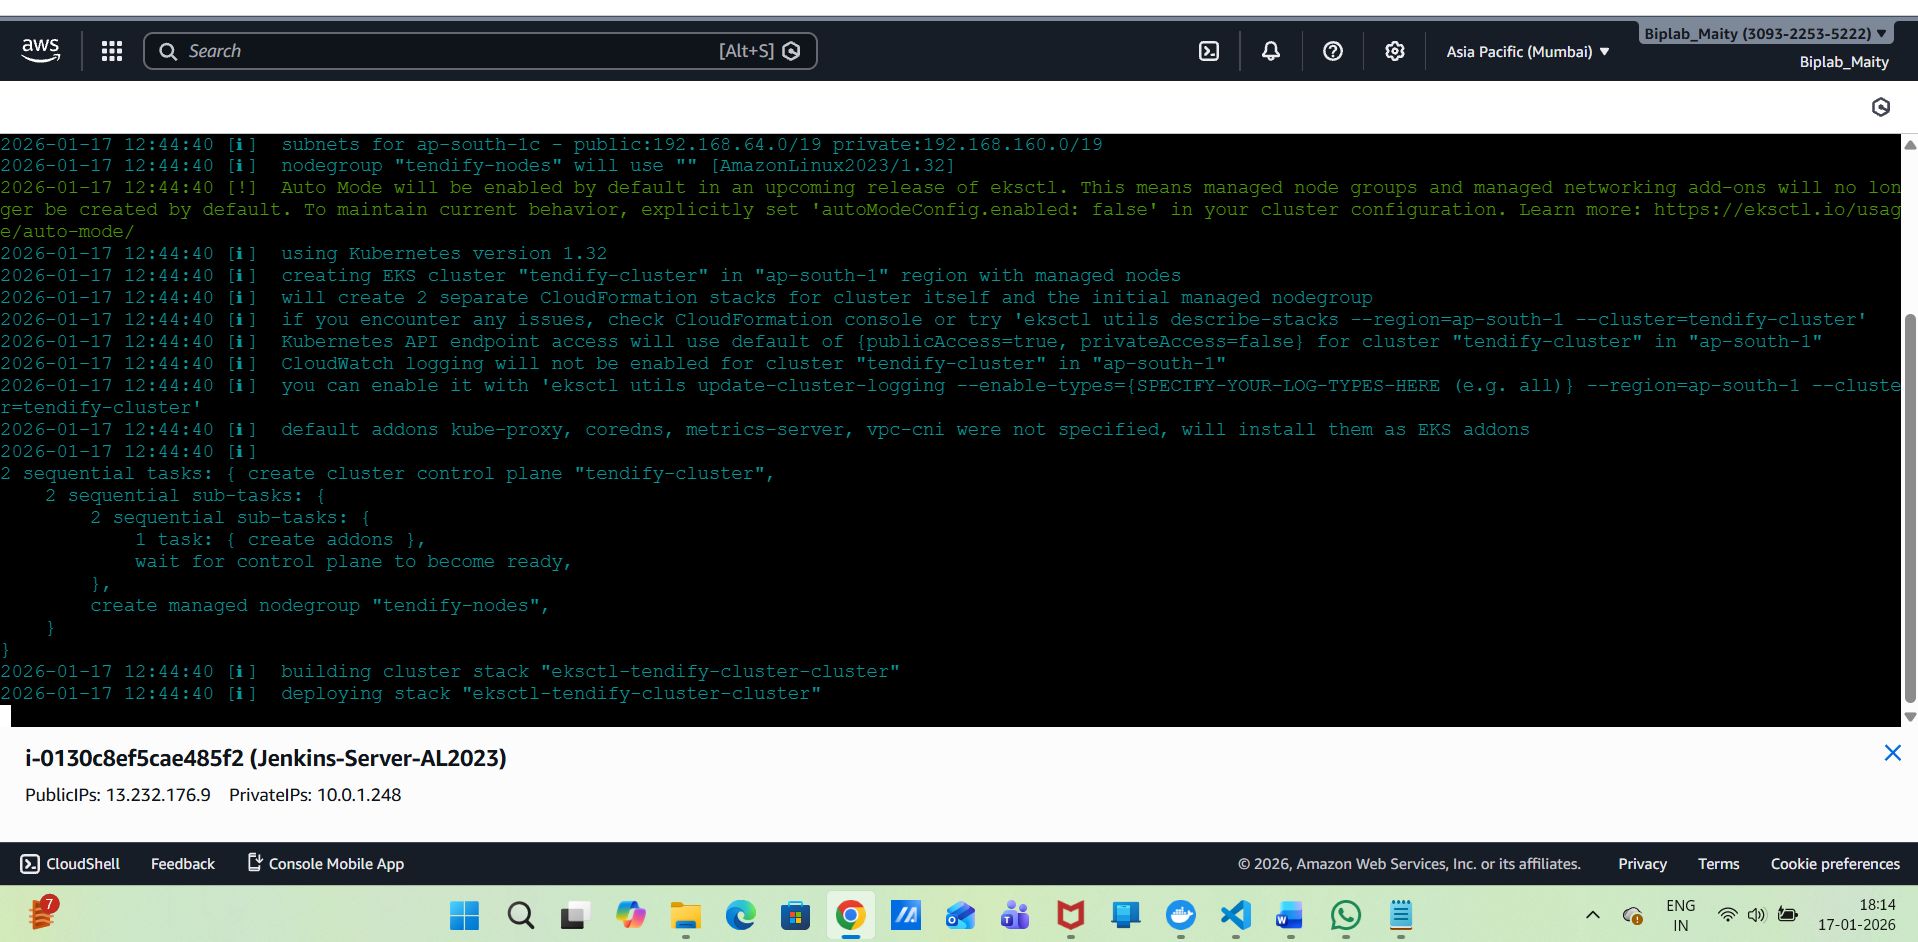 aws
Search
[Alt+S]
Asia Pacific (Mumbai) ▼
Biplab_Maity (3093-2253-5222) ▼
Biplab_Maity
2026-01-17 12:44:40 [ℹ]  subnets for ap-south-1c - public:192.168.64.0/19 private:192.168.160.0/19
2026-01-17 12:44:40 [ℹ]  nodegroup "tendify-nodes" will use "" [AmazonLinux2023/1.32]
2026-01-17 12:44:40 [!]  Auto Mode will be enabled by default in an upcoming release of eksctl. This means managed node groups and managed networking add-ons will no lon
ger be created by default. To maintain current behavior, explicitly set 'autoModeConfig.enabled: false' in your cluster configuration. Learn more: https://eksctl.io/usag
e/auto-mode/
2026-01-17 12:44:40 [ℹ]  using Kubernetes version 1.32
2026-01-17 12:44:40 [ℹ]  creating EKS cluster "tendify-cluster" in "ap-south-1" region with managed nodes
2026-01-17 12:44:40 [ℹ]  will create 2 separate CloudFormation stacks for cluster itself and the initial managed nodegroup
2026-01-17 12:44:40 [ℹ]  if you encounter any issues, check CloudFormation console or try 'eksctl utils describe-stacks --region=ap-south-1 --cluster=tendify-cluster'
2026-01-17 12:44:40 [ℹ]  Kubernetes API endpoint access will use default of {publicAccess=true, privateAccess=false} for cluster "tendify-cluster" in "ap-south-1"
2026-01-17 12:44:40 [ℹ]  CloudWatch logging will not be enabled for cluster "tendify-cluster" in "ap-south-1"
2026-01-17 12:44:40 [ℹ]  you can enable it with 'eksctl utils update-cluster-logging --enable-types={SPECIFY-YOUR-LOG-TYPES-HERE (e.g. all)} --region=ap-south-1 --cluste
r=tendify-cluster'
2026-01-17 12:44:40 [ℹ]  default addons kube-proxy, coredns, metrics-server, vpc-cni were not specified, will install them as EKS addons
2026-01-17 12:44:40 [ℹ]
2 sequential tasks: { create cluster control plane "tendify-cluster",
    2 sequential sub-tasks: {
        2 sequential sub-tasks: {
            1 task: { create addons },
            wait for control plane to become ready,
        },
        create managed nodegroup "tendify-nodes",
    }
}
2026-01-17 12:44:40 [ℹ]  building cluster stack "eksctl-tendify-cluster-cluster"
2026-01-17 12:44:40 [ℹ]  deploying stack "eksctl-tendify-cluster-cluster"
i-0130c8ef5cae485f2 (Jenkins-Server-AL2023)
PublicIPs: 13.232.176.9 PrivateIPs: 10.0.1.248
CloudShell Feedback Console Mobile App © 2026, Amazon Web Services, Inc. or its affiliates. Privacy Terms Cookie preferences
7
ENG
IN
18:14
17-01-2026